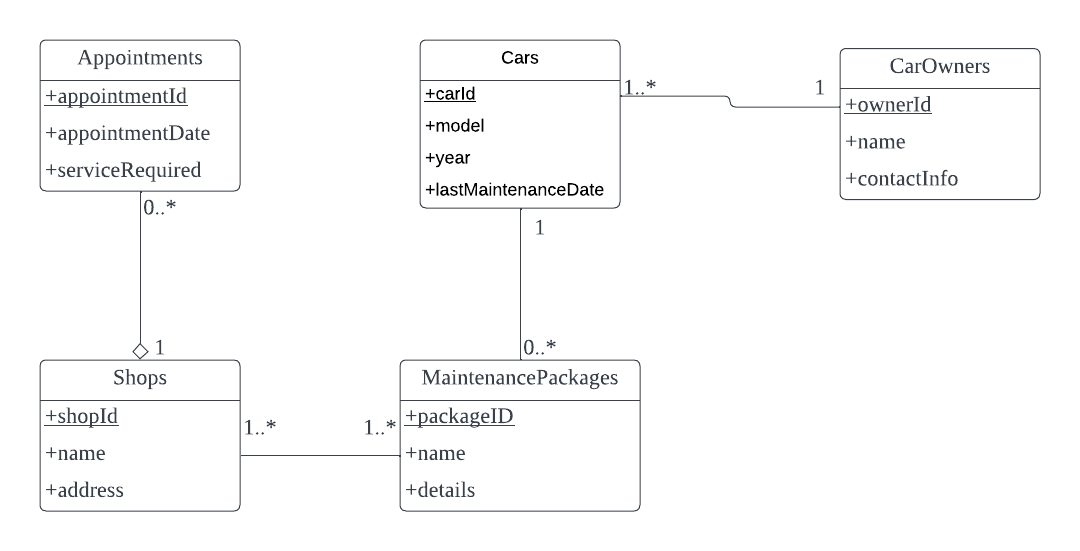 Appointments
+appointmentId
+appointmentDate
+serviceRequired
0..*
1
Cars
+carId
+model
+year
+lastMaintenanceDate
1..*
1
CarOwners
+ownerId
+name
+contactInfo
1
0..*
Shops
+shopId
+name
+address
1..*
1..*
MaintenancePackages
+packageID
+name
+details